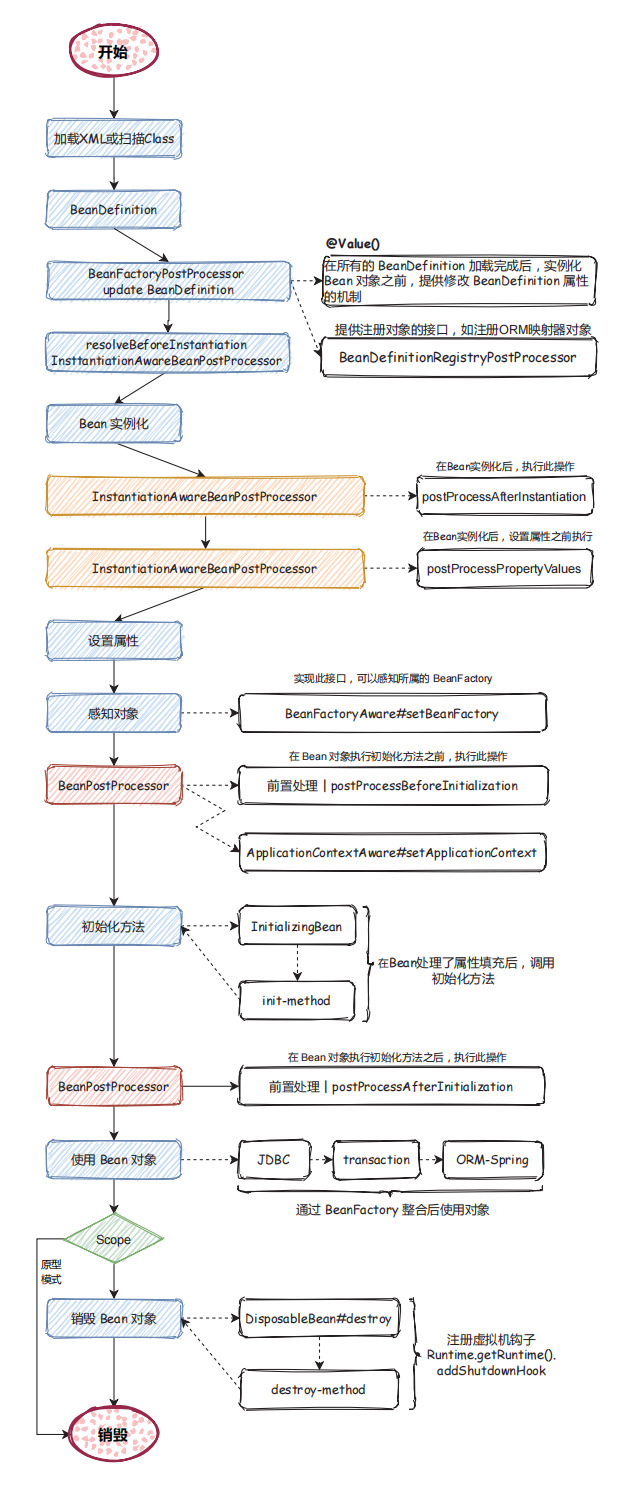 开始
加载XML或扫描Class
BeanDefinition
@Value()
BeanFactoryPostProcessor
update BeanDefinition
在所有的 BeanDefinition 加载完成后，实例化
Bean 对象之前，提供修改 BeanDefinition 属性
的机制
提供注册对象的接口，如注册ORM映射器对象
BeanDefinitionRegistryPostProcessor
resolveBeforeInstantiation
InsttantiationAwareBeanPostProcessor
Bean 实例化
在Bean实例化后，执行此操作
InstantiationAwareBeanPostProcessor
postProcessAfterInstantiation
在Bean实例化后，设置属性之前执行
InstantiationAwareBeanPostProcessor
postProcessPropertyValues
设置属性
实现此接口，可以感知所属的 BeanFactory
感知对象
BeanFactoryAware#setBeanFactory
在 Bean 对象执行初始化方法之前，执行此操作
BeanPostProcessor
前置处理 | postProcessBeforeInitialization
ApplicationContextAware#setApplicationContext
初始化方法
InitializingBean
在Bean处理了属性填充后，调用
初始化方法
init-method
在 Bean 对象执行初始化方法之后，执行此操作
BeanPostProcessor
前置处理 | postProcessAfterInitialization
使用 Bean 对象
JDBC
transaction
ORM-Spring
通过 BeanFactory 整合后使用对象
Scope
原型
模式
销毁 Bean 对象
DisposableBean#destroy
注册虚拟机钩子
Runtime.getRuntime().
addShutdownHook
destroy-method
销毁